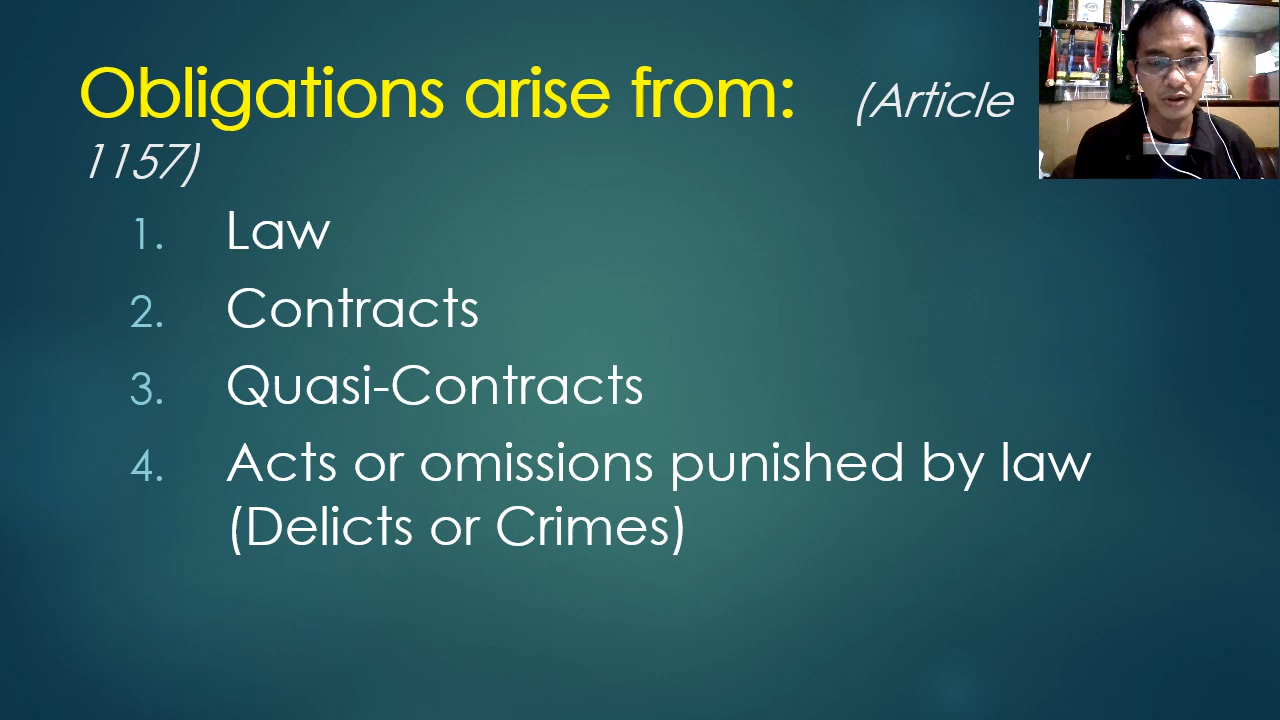 Obligations arise from: (Article
1157)
1. Law
2. Contracts
3. Quasi-Contracts
4. Acts or omissions punished by law
(Delicts or Crimes)